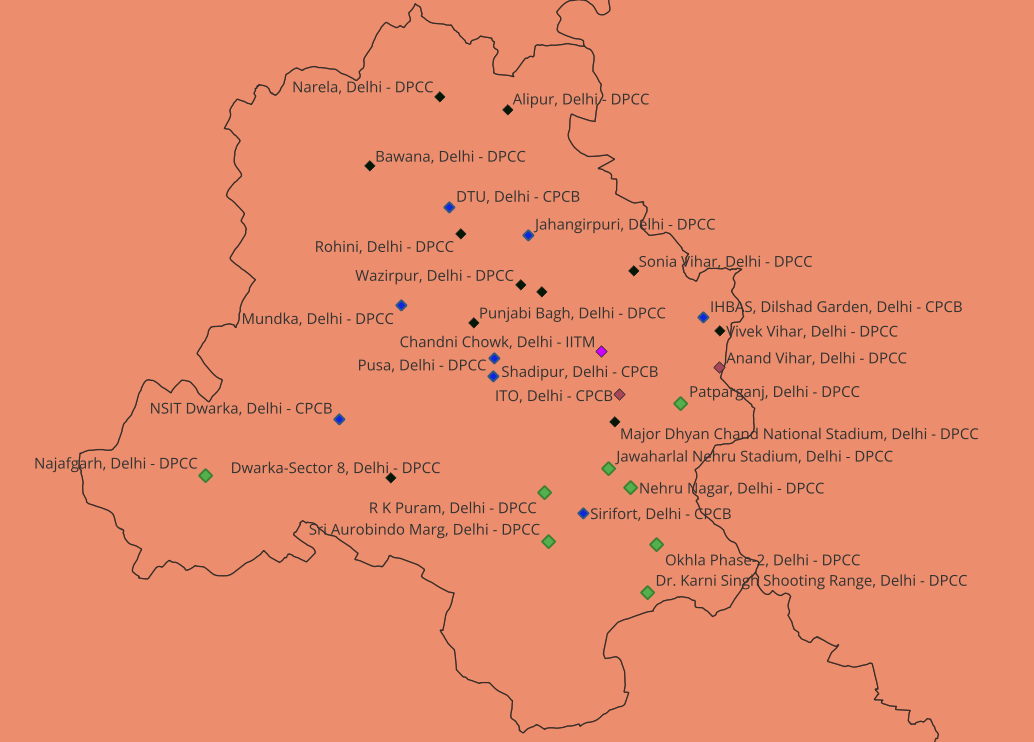 Narela, Delhi - DPCC
Alipur, Delhi - DPCC
Bawana, Delhi - DPCC
DTU, Delhi - CPCB
Jahangirpuri, Delhi - DPCC
Rohini, Delhi - DPCC
Sonia Vihar, Delhi - DPCC
Wazirpur, Delhi - DPCC
IHBAS, Dilshad Garden, Delhi - CPCB
Punjabi Bagh, Delhi - DPCC
Mundka, Delhi - DPCC
Vivek Vihar, Delhi - DPCC
Chandni Chowk, Delhi - IITM
Anand Vihar, Delhi - DPCC
Pusa, Delhi - DPCC
Shadipur, Delhi - CPCB
Patparganj, Delhi - DPCC
ITO, Delhi - CPCB
NSIT Dwarka, Delhi - CPCB
Major Dhyan Chand National Stadium, Delhi - DPCC
Jawaharlal Nehru Stadium, Delhi - DPCC
Najafgarh, Delhi - DPCC
Dwarka-Sector 8, Delhi - DPCC
Nehru Nagar, Delhi - DPCC
R K Puram, Delhi - DPCC
Sirifort, Delhi - CPCB
Sri Aurobindo Marg, Delhi - DPCC
Okhla Phase-2, Delhi - DPCC
Dr. Karni Singh Shooting Range, Delhi - DPCC